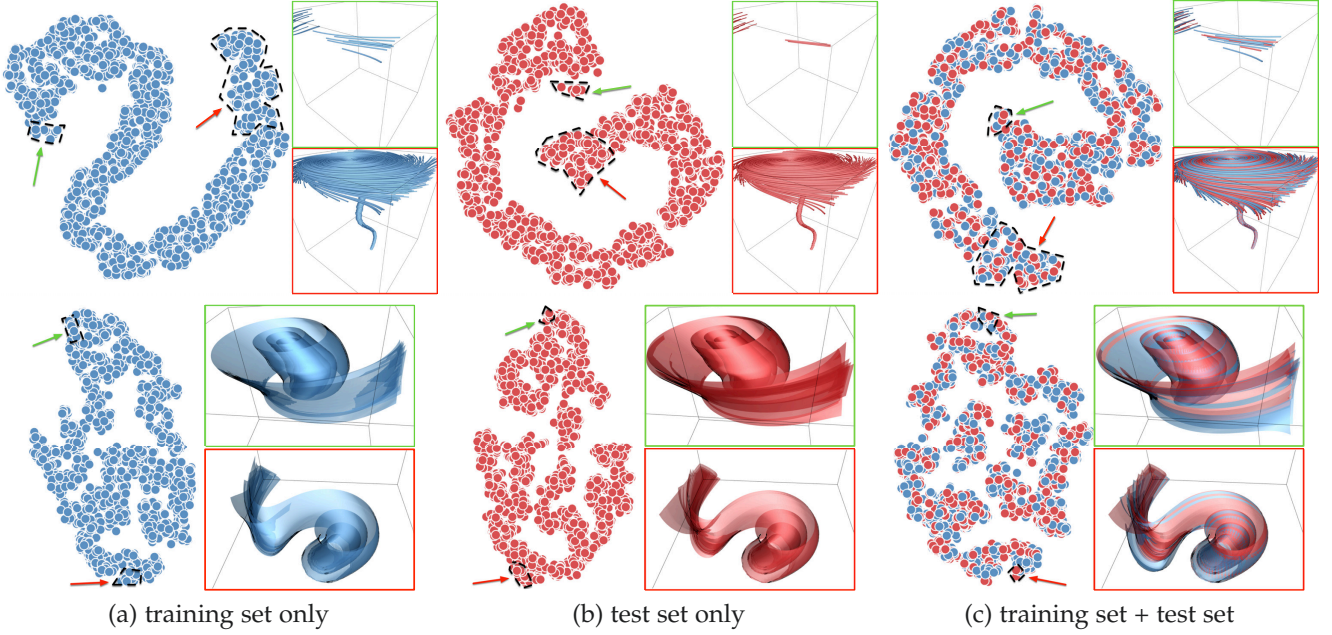 (a) training set only
(b) test set only
(c) training set + test set